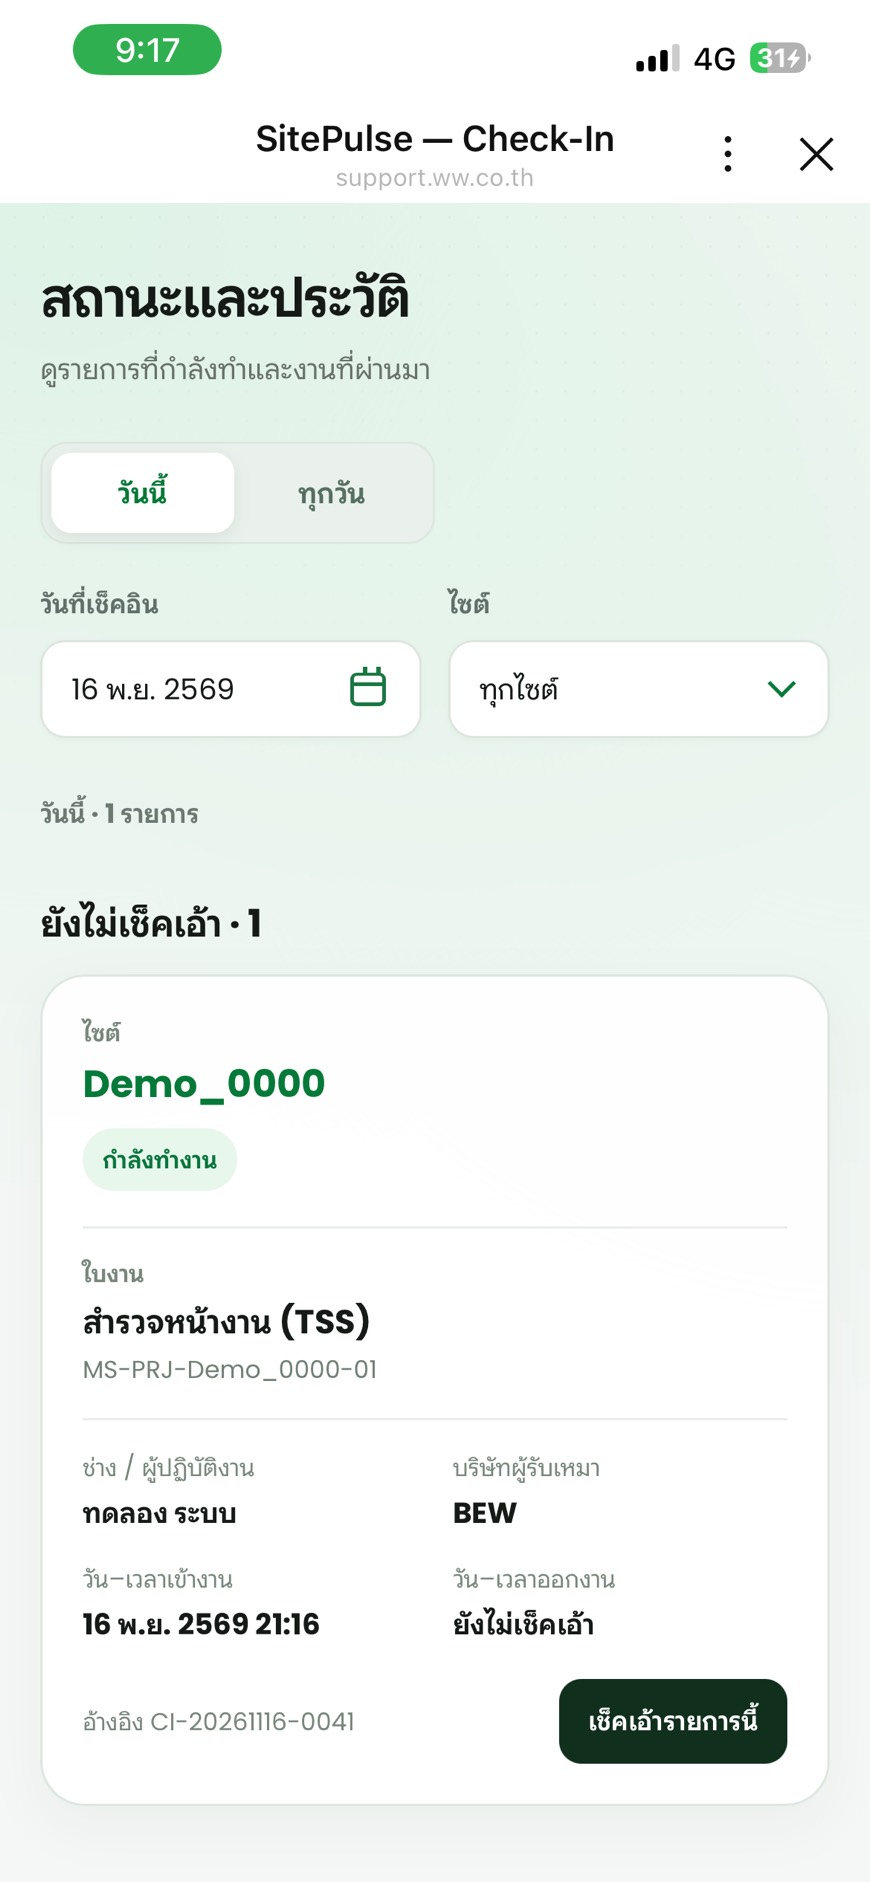 9:17
4G
31
SitePulse — Check-In
support.ww.co.th
สถานะและประวัติ
ดูรายการที่กำลังทำและงานที่ผ่านมา
วันนี้
ทุกวัน
วันที่เช็คอิน
ไซต์
16 พ.ย. 2569
ทุกไซต์
วันนี้ · 1 รายการ
ยังไม่เช็คเอ้า · 1
ไซต์
Demo_0000
กำลังทำงาน
ใบงาน
สำรวจหน้างาน (TSS)
MS-PRJ-Demo_0000-01
ช่าง / ผู้ปฏิบัติงาน
บริษัทผู้รับเหมา
ทดลอง ระบบ
BEW
วัน–เวลาเข้างาน
วัน–เวลาออกงาน
16 พ.ย. 2569 21:16
ยังไม่เช็คเอ้า
อ้างอิง CI-20261116-0041
เช็คเอ้ารายการนี้